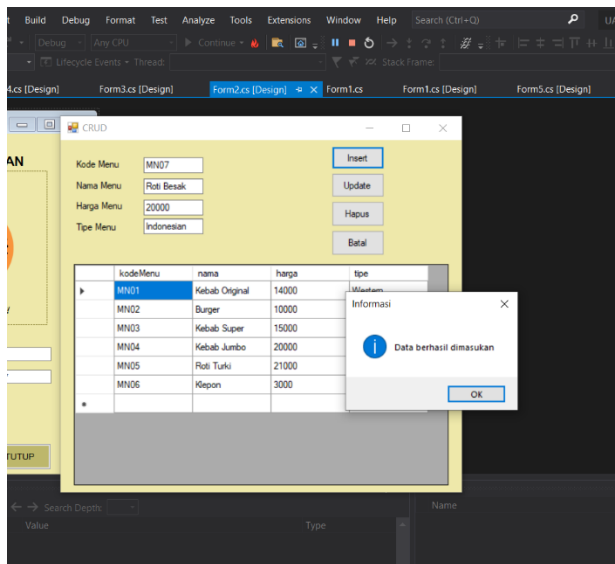 Build Debug Format Test Analyze Tools Extensions Window Help Search (Ctrl+Q) UA
Debug Any CPU Continue
Lifecycle Events Thread: Stack Frame:
4.cs [Design] Form3.cs [Design] Form2.cs [Design] Form1.cs Form1.cs [Design] Form5.cs [Design]
CRUD
AN
Kode Menu MN07 Insert
Nama Menu Roti Besak Update
Harga Menu 20000 Hapus
Tipe Menu Indonesian
Batal
kodeMenu nama harga tipe
MN01 Kebab Original 14000 Western
MN02 Burger 10000
MN03 Kebab Super 15000
MN04 Kebab Jumbo 20000
MN05 Roti Turki 21000
MN06 Klepon 3000
Informasi
Data berhasil dimasukan
OK
TUTUP
Search Depth: Name
Value Type